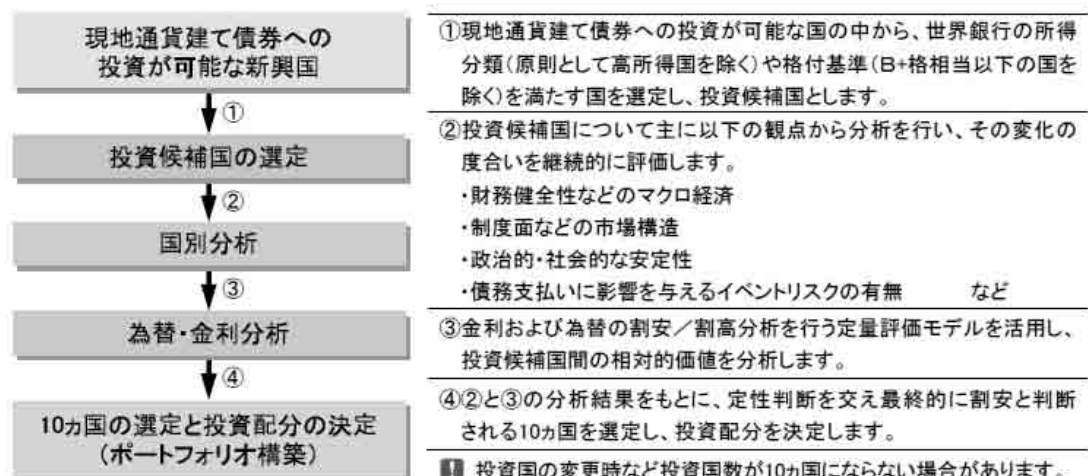 現地通貨建て債券への
投資が可能な新興国
①
投資候補国の選定
②
国別分析
③
為替・金利分析
④
10ヵ国の選定と投資配分の決定
(ポートフォリオ構築)
①現地通貨建て債券への投資が可能な国の中から、世界銀行の所得
分類(原則として高所得国を除く)や格付基準(B+格相当以下の国を
除く)を満たす国を選定し、投資候補国とします。
②投資候補国について主に以下の観点から分析を行い、その変化の
度合いを継続的に評価します。
・財務健全性などのマクロ経済
・制度面などの市場構造
・政治的・社会的な安定性
・債務支払いに影響を与えるイベントリスクの有無 など
③金利および為替の割安/割高分析を行う定量評価モデルを活用し、
投資候補国間の相対的価値を分析します。
④②と③の分析結果をもとに、定性判断を交え最終的に割安と判断
される10ヵ国を選定し、投資配分を決定します。
! 投資国の変更時など投資国数が10ヵ国にならない場合があります。